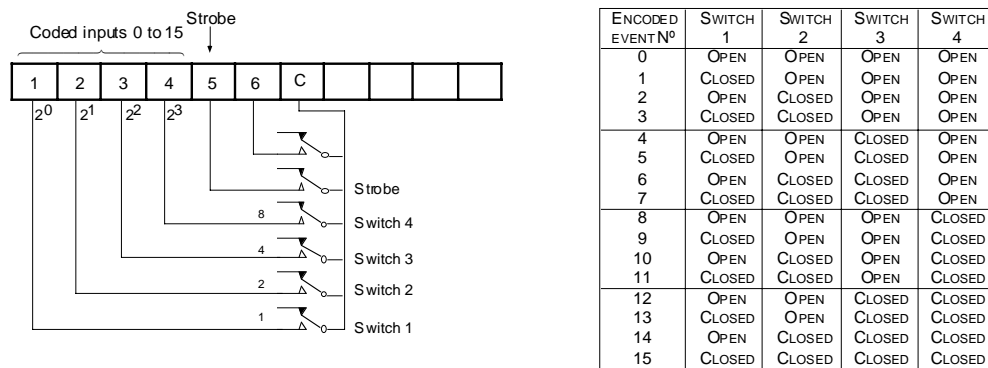 Strobe
Coded inputs 0 to 15
1 2 3 4 5 6 C
2⁰ 2¹ 2² 2³
Strobe
8 Switch 4
4 Switch 3
2 Switch 2
1 Switch 1
ENCODED SWITCH SWITCH SWITCH SWITCH
EVENT Nº 1 2 3 4
0 OPEN OPEN OPEN OPEN
1 CLOSED OPEN OPEN OPEN
2 OPEN CLOSED OPEN OPEN
3 CLOSED CLOSED OPEN OPEN
4 OPEN OPEN CLOSED OPEN
5 CLOSED OPEN CLOSED OPEN
6 OPEN CLOSED CLOSED OPEN
7 CLOSED CLOSED CLOSED OPEN
8 OPEN OPEN OPEN CLOSED
9 CLOSED OPEN OPEN CLOSED
10 OPEN CLOSED OPEN CLOSED
11 CLOSED CLOSED OPEN CLOSED
12 OPEN OPEN CLOSED CLOSED
13 CLOSED OPEN CLOSED CLOSED
14 OPEN CLOSED CLOSED CLOSED
15 CLOSED CLOSED CLOSED CLOSED